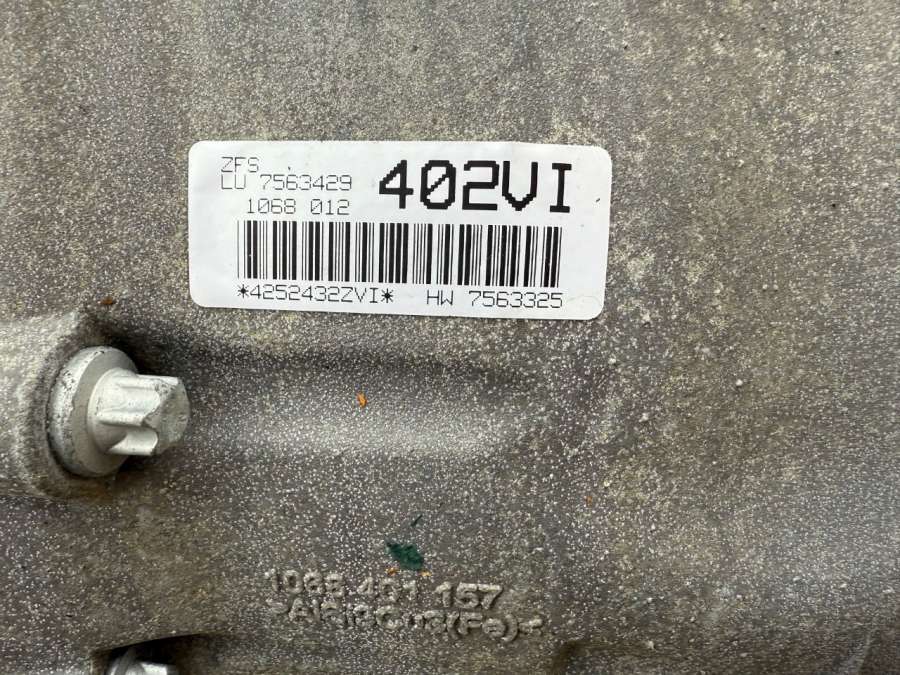 ZFS
LU 7563429 402VI
1068 012
*4252432ZVI* HW 7563325
1068 401 157